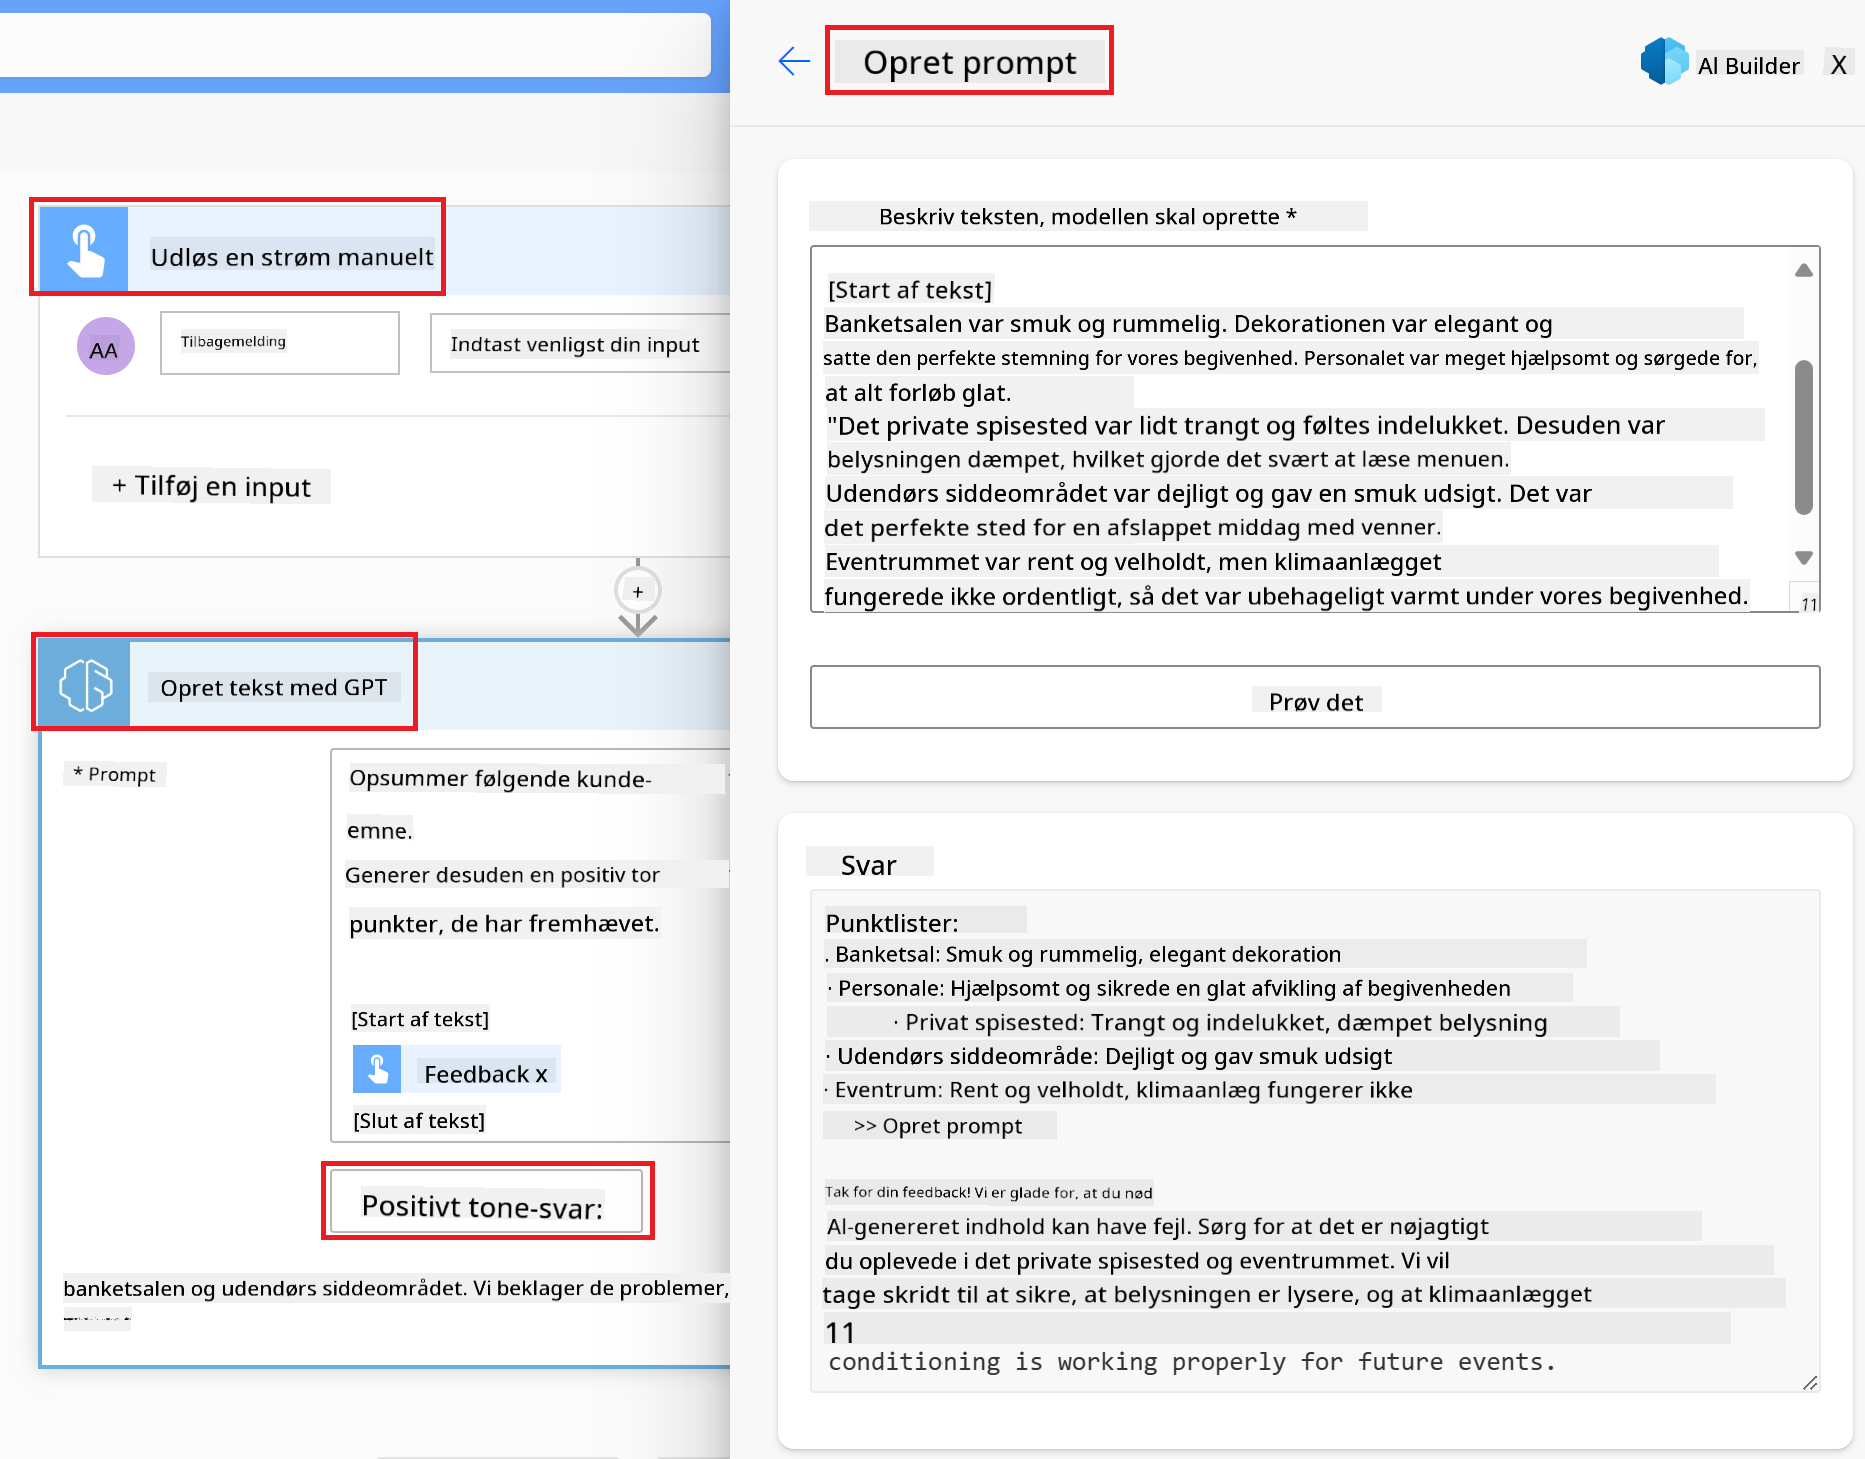 Udløs en strøm manuelt
AA
Tilbagemelding
Indtast venligst din input
+ Tilføj en input
+
Opret tekst med GPT
* Prompt
Opsummer følgende kunde-
emne.
Generer desuden en positiv tor
punkter, de har fremhævet.
[Start af tekst]
Feedback x
[Slut af tekst]
Positivt tone-svar:
banketsalen og udendørs siddeområdet. Vi beklager de problemer,
Opret prompt
Al Builder
X
Beskriv teksten, modellen skal oprette *
[Start af tekst]
Banketsalen var smuk og rummelig. Dekorationen var elegant og
satte den perfekte stemning for vores begivenhed. Personalet var meget hjælpsomt og sørgede for,
at alt forløb glat.
"Det private spisested var lidt trangt og føltes indelukket. Desuden var
belysningen dæmpet, hvilket gjorde det svært at læse menuen.
Udendørs siddeområdet var dejligt og gav en smuk udsigt. Det var
det perfekte sted for en afslappet middag med venner.
Eventrummet var rent og velholdt, men klimaanlægget
fungerede ikke ordentligt, så det var ubehageligt varmt under vores begivenhed.
11
Prøv det
Svar
Punktlister:
. Banketsal: Smuk og rummelig, elegant dekoration
· Personale: Hjælpsomt og sikrede en glat afvikling af begivenheden
· Privat spisested: Trangt og indelukket, dæmpet belysning
· Udendørs siddeområde: Dejligt og gav smuk udsigt
· Eventrum: Rent og velholdt, klimaanlæg fungerer ikke
>> Opret prompt
Tak for din feedback! Vi er glade for, at du nød
Al-genereret indhold kan have fejl. Sørg for at det er nøjagtigt
du oplevede i det private spisested og eventrummet. Vi vil
tage skridt til at sikre, at belysningen er lysere, og at klimaanlægget
11
conditioning is working properly for future events.